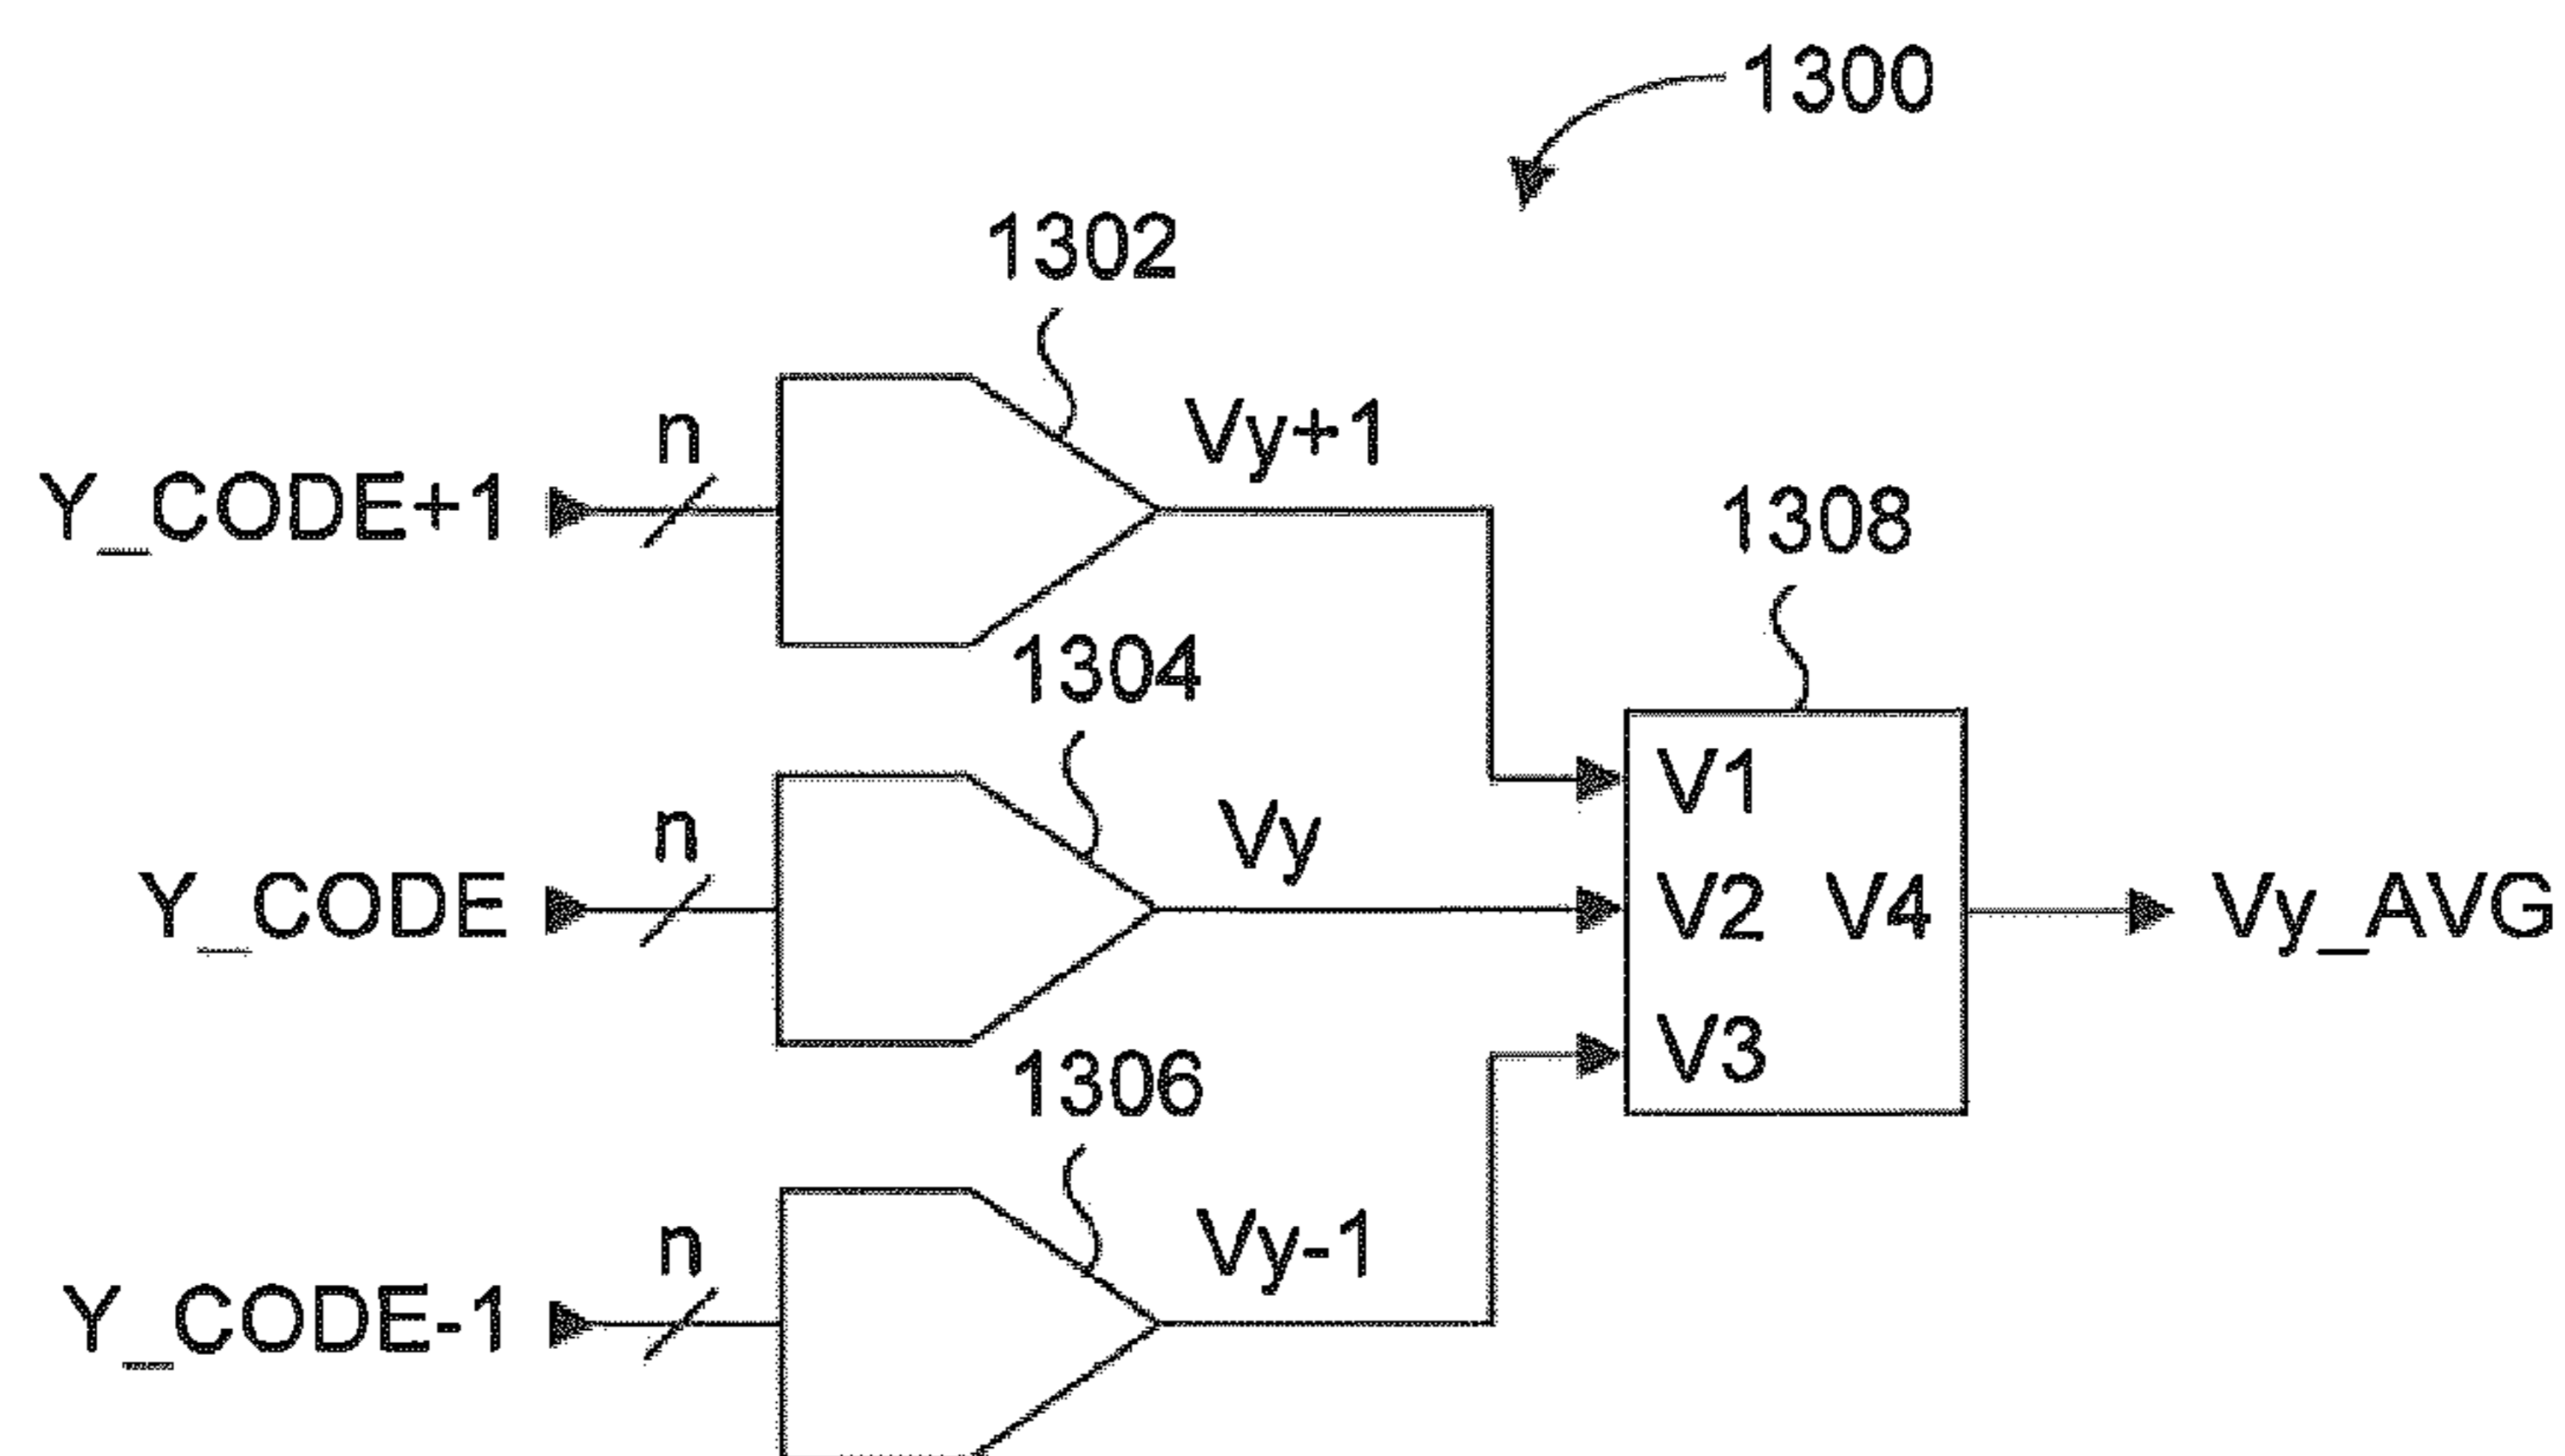 1300
1302
n
Vy+1
Y_CODE+1
1308
1304
V1
n
Vy
Y_CODE
V2
V4
Vy_AVG
V3
1306
n
Vy-1
Y_CODE-1